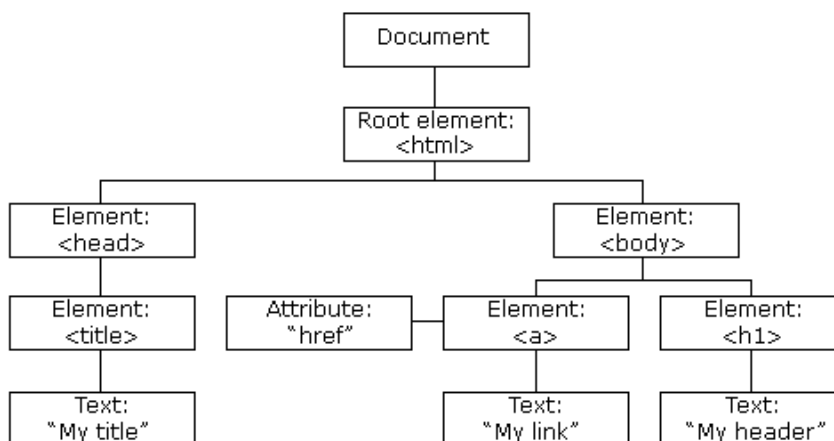 Document
Root element:
<html>
Element:
<head>
Element:
<body>
Element:
<title>
Attribute:
“href”
Element:
<a>
Element:
<h1>
Text:
“My title”
Text:
“My link”
Text:
“My header”